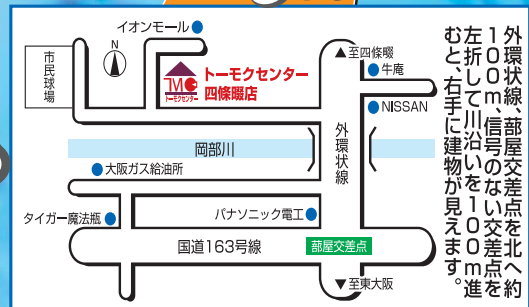 外環状線、蔀屋交差点を北へ約
100m、信号のない交差点を
左折して川沿いを100m進
むと、右手に建物が見えます。
イオンモール
N
市民球場
TMC
トーモクセンター
トーモクセンター
四條畷店
▲至四條畷
牛庵
NISSAN
外環状線
岡部川
大阪ガス給油所
タイガー魔法瓶
パナソニック電工
国道163号線
蔀屋交差点
▼至東大阪